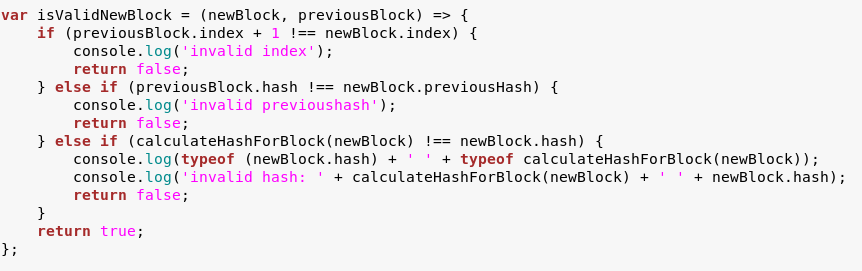 var isValidNewBlock = (newBlock, previousBlock) => {
    if (previousBlock.index + 1 !== newBlock.index) {
        console.log('invalid index');
        return false;
    } else if (previousBlock.hash !== newBlock.previousHash) {
        console.log('invalid previoushash');
        return false;
    } else if (calculateHashForBlock(newBlock) !== newBlock.hash) {
        console.log(typeof (newBlock.hash) + ' ' + typeof calculateHashForBlock(newBlock));
        console.log('invalid hash: ' + calculateHashForBlock(newBlock) + ' ' + newBlock.hash);
        return false;
    }
    return true;
};